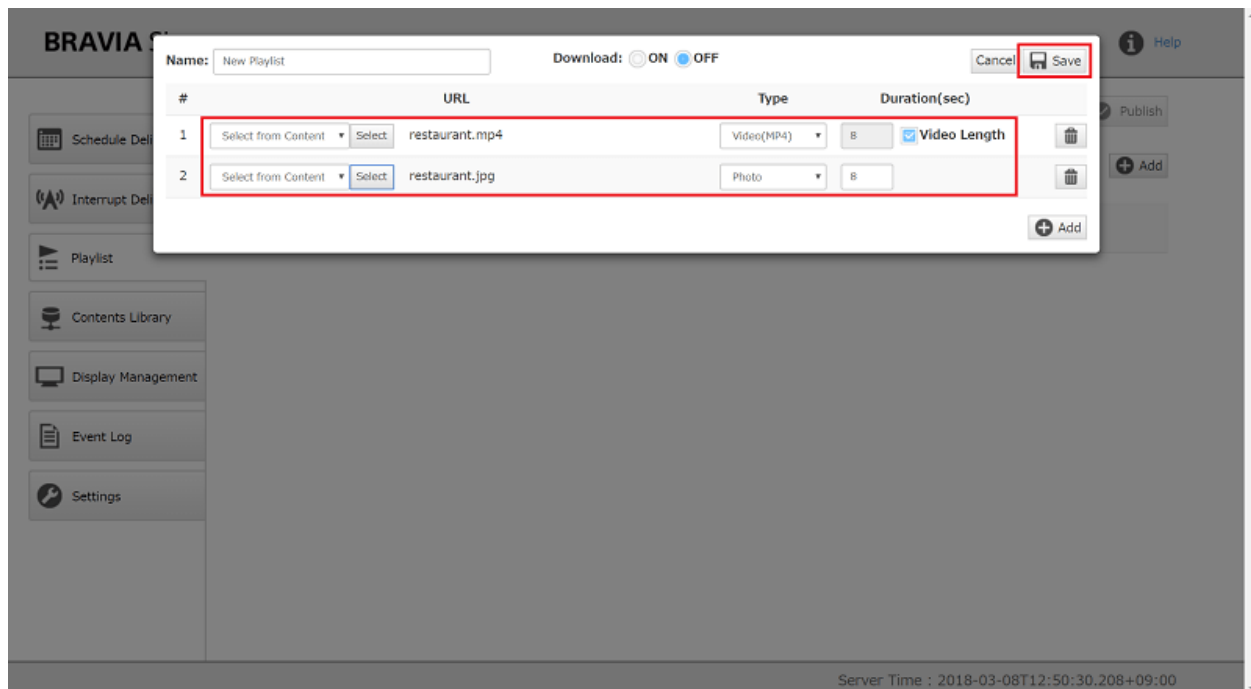 BRAVIA S
Help
Name: New Playlist Download: ON OFF Cancel Save
# URL Type Duration(sec)
1 Select from Content Select restaurant.mp4 Video(MP4) 8 Video Length
2 Select from Content Select restaurant.jpg Photo 8
Add
Publish
Add
Schedule Deli
Interrupt Deli
Playlist
Contents Library
Display Management
Event Log
Settings
Server Time : 2018-03-08T12:50:30.208+09:00